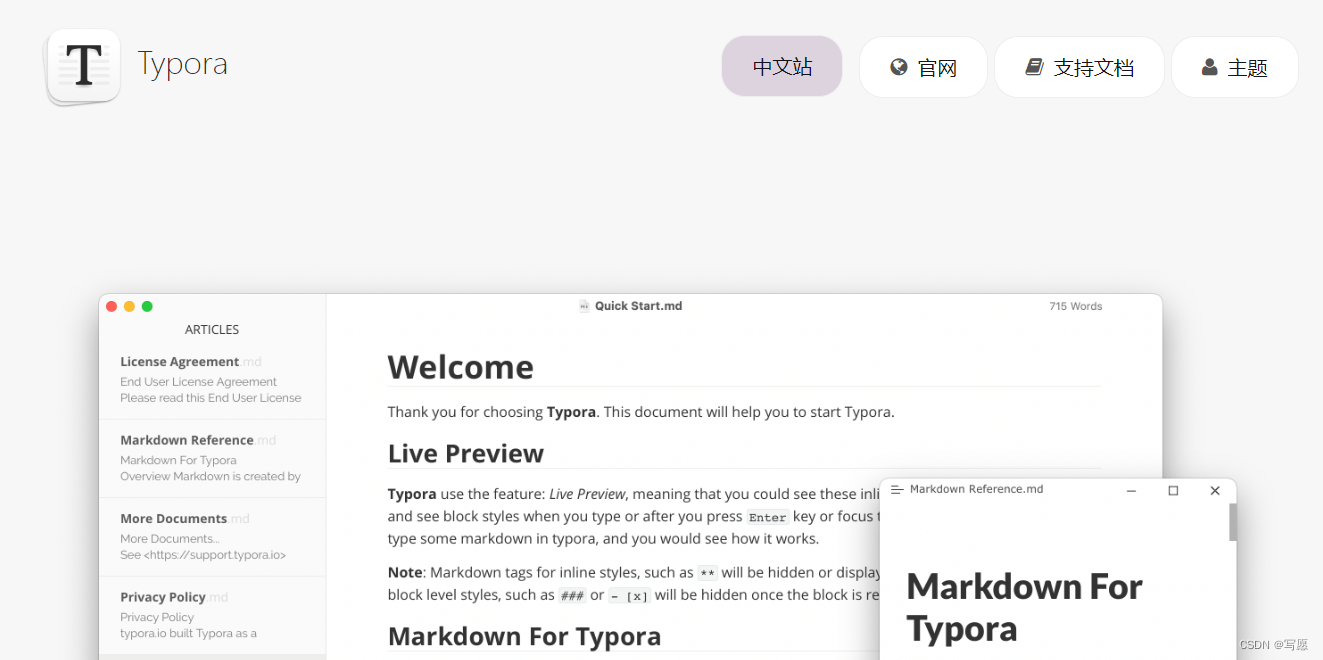 T Typora
中文站 官网 支持文档 主题
Quick Start.md
715 Words
ARTICLES
License Agreement.md
End User License Agreement
Please read this End User License
Markdown Reference.md
Markdown For Typora
Overview Markdown is created by
More Documents.md
More Documents...
See <https://support.typora.io>
Privacy Policy.md
Privacy Policy
typora.io built Typora as a
Welcome
Thank you for choosing Typora. This document will help you to start Typora.
Live Preview
Typora use the feature: Live Preview, meaning that you could see these inli
and see block styles when you type or after you press Enter key or focus t
type some markdown in typora, and you would see how it works.
Note: Markdown tags for inline styles, such as ** will be hidden or display
block level styles, such as ### or - [x] will be hidden once the block is re
Markdown For Typora
Markdown Reference.md
Markdown For
Typora
CSDN @写愿